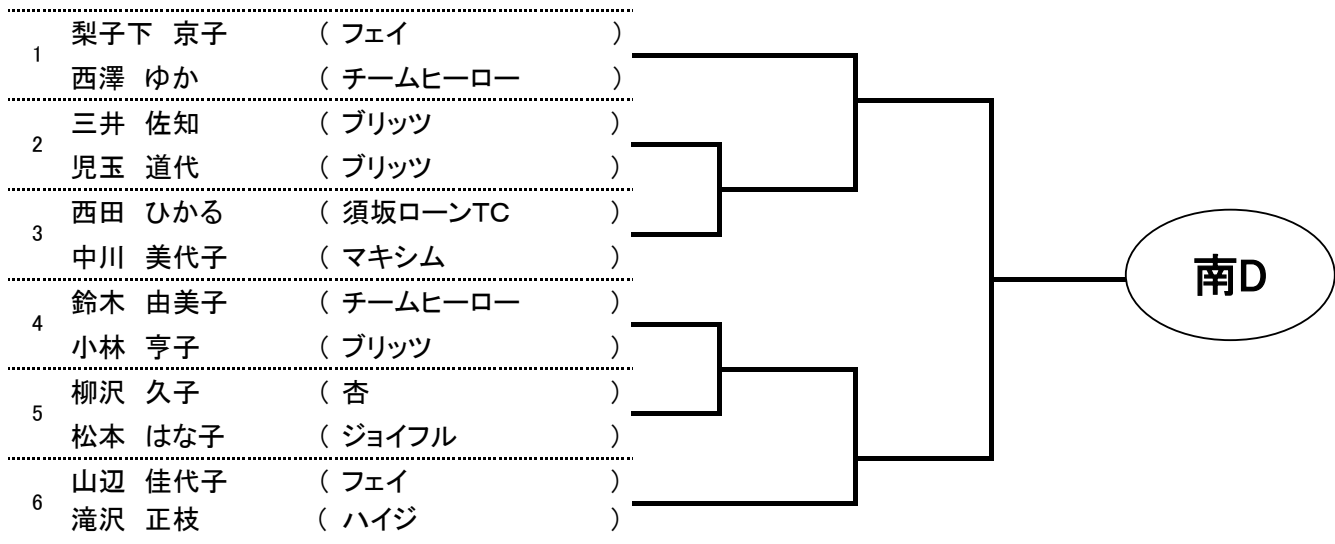 1
梨子下 京子 ( フェイ )
西澤 ゆか ( チームヒーロー )
2
三井 佐知 ( ブリッツ )
児玉 道代 ( ブリッツ )
3
西田 ひかる ( 須坂ローンTC )
中川 美代子 ( マキシム )
4
鈴木 由美子 ( チームヒーロー )
小林 亨子 ( ブリッツ )
5
柳沢 久子 ( 杏 )
松本 はな子 ( ジョイフル )
6
山辺 佳代子 ( フェイ )
滝沢 正枝 ( ハイジ )
南D